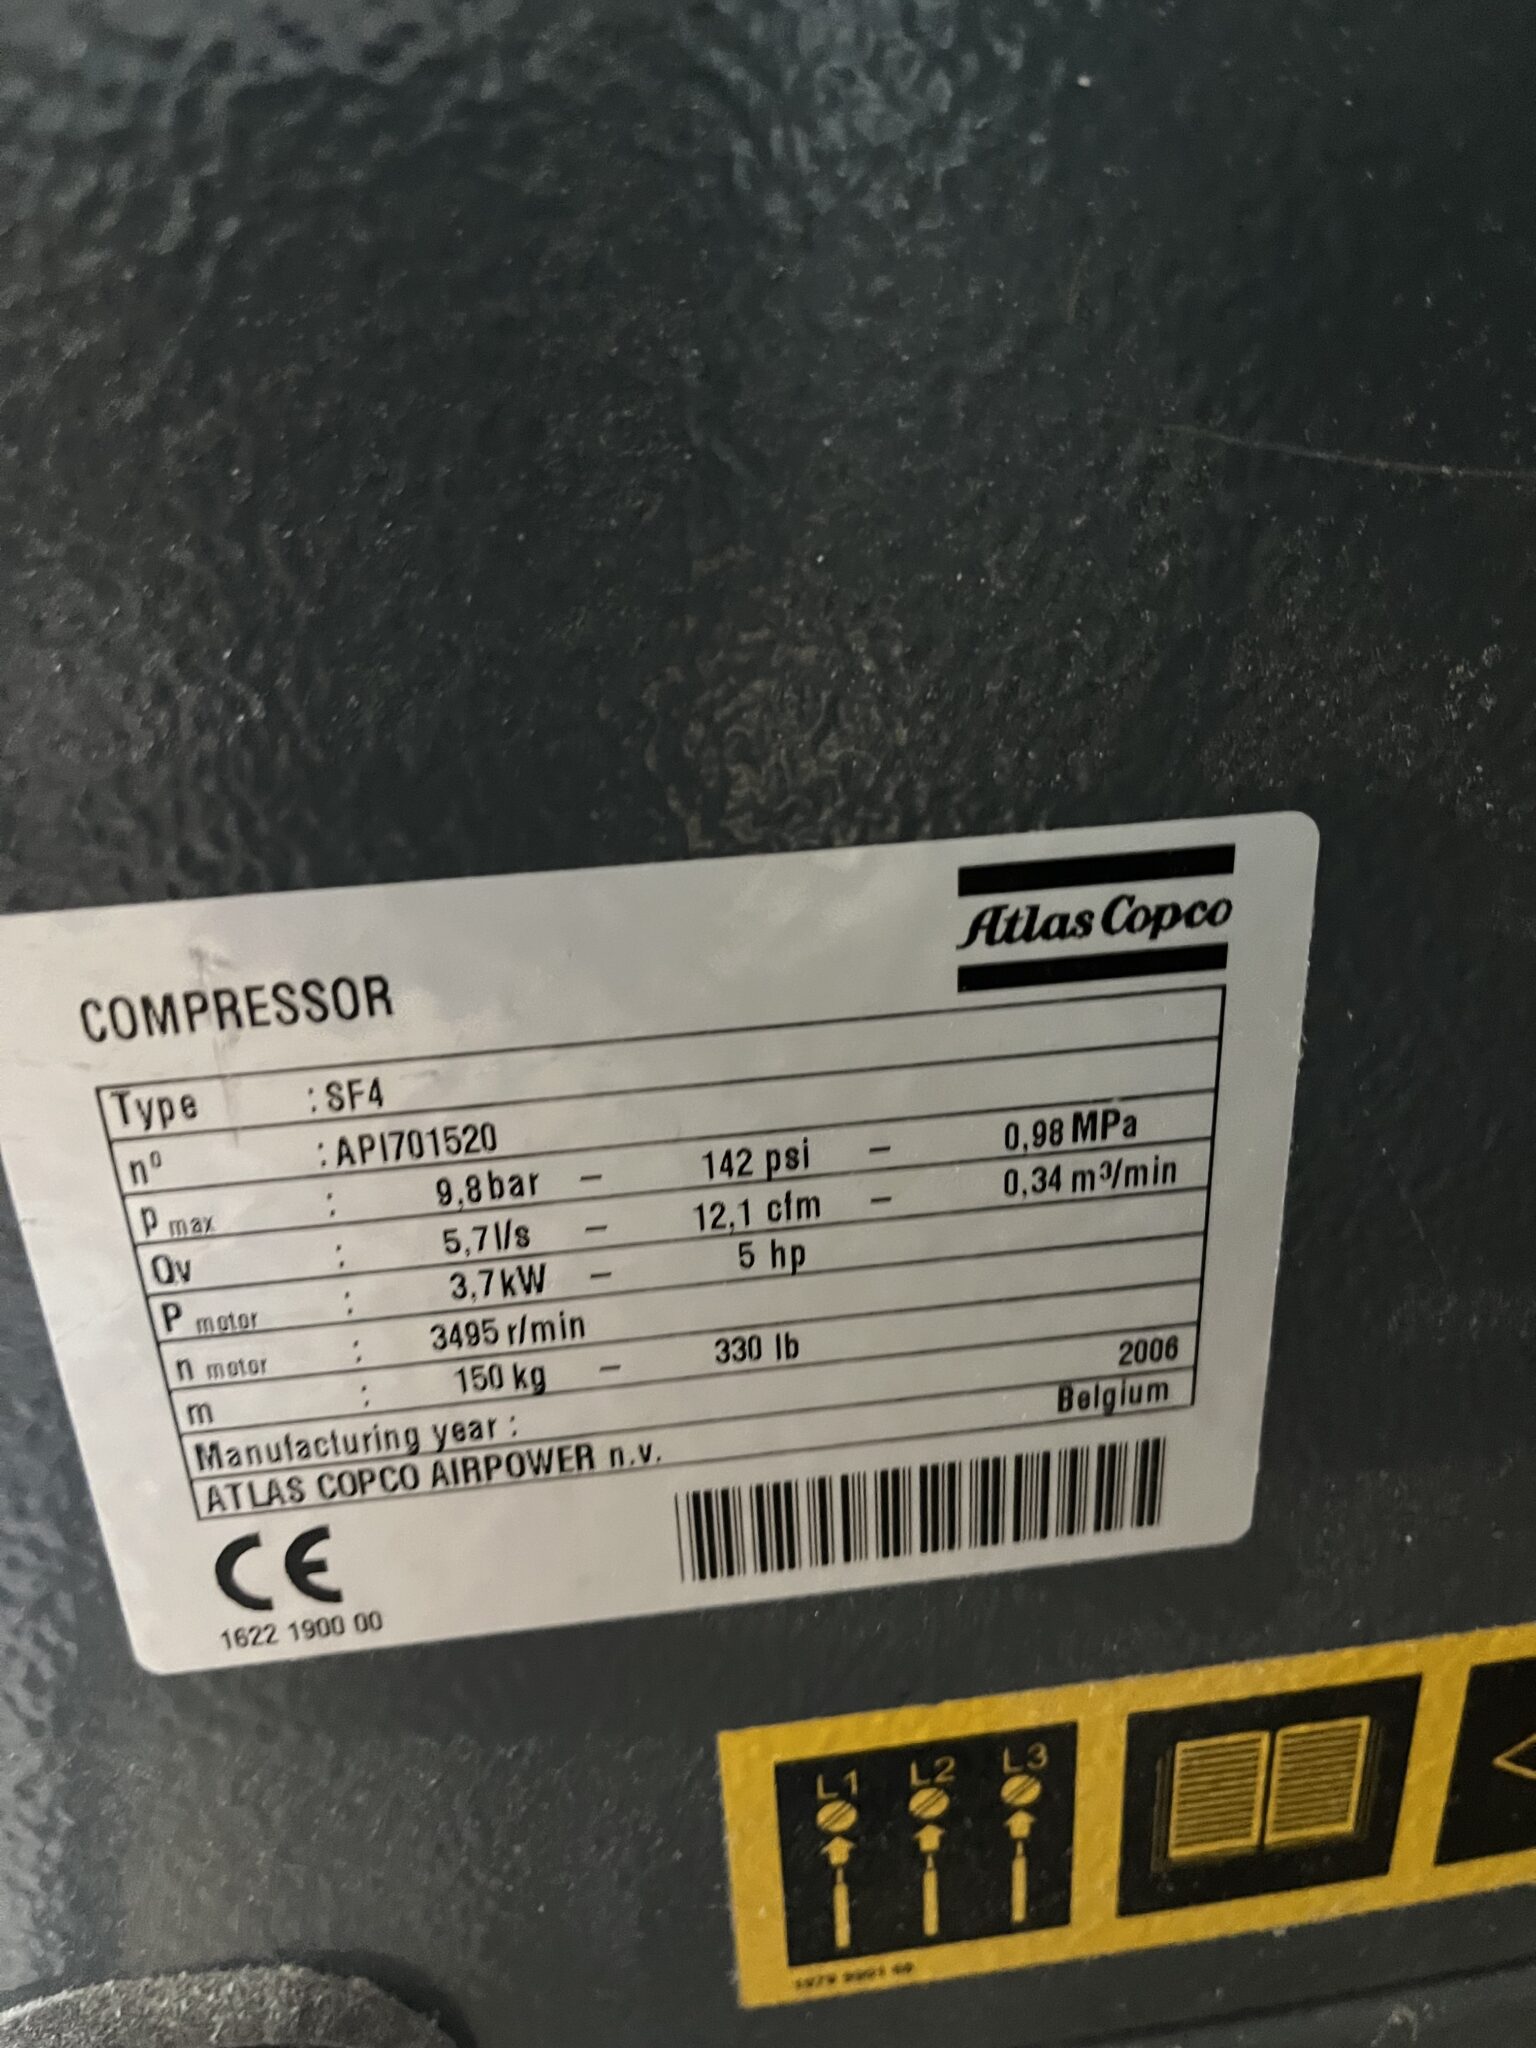 Atlas Copco
COMPRESSOR
Type : SF4
nº : API701520
p max : 9,8 bar – 142 psi – 0,98 MPa
Qv : 5,7 l/s – 12,1 cfm – 0,34 m³/min
P motor : 3,7 kW – 5 hp
n motor : 3495 r/min
m : 150 kg – 330 lb
Manufacturing year : 2006
ATLAS COPCO AIRPOWER n.v. Belgium
CE
1622 1900 00
L1 L2 L3